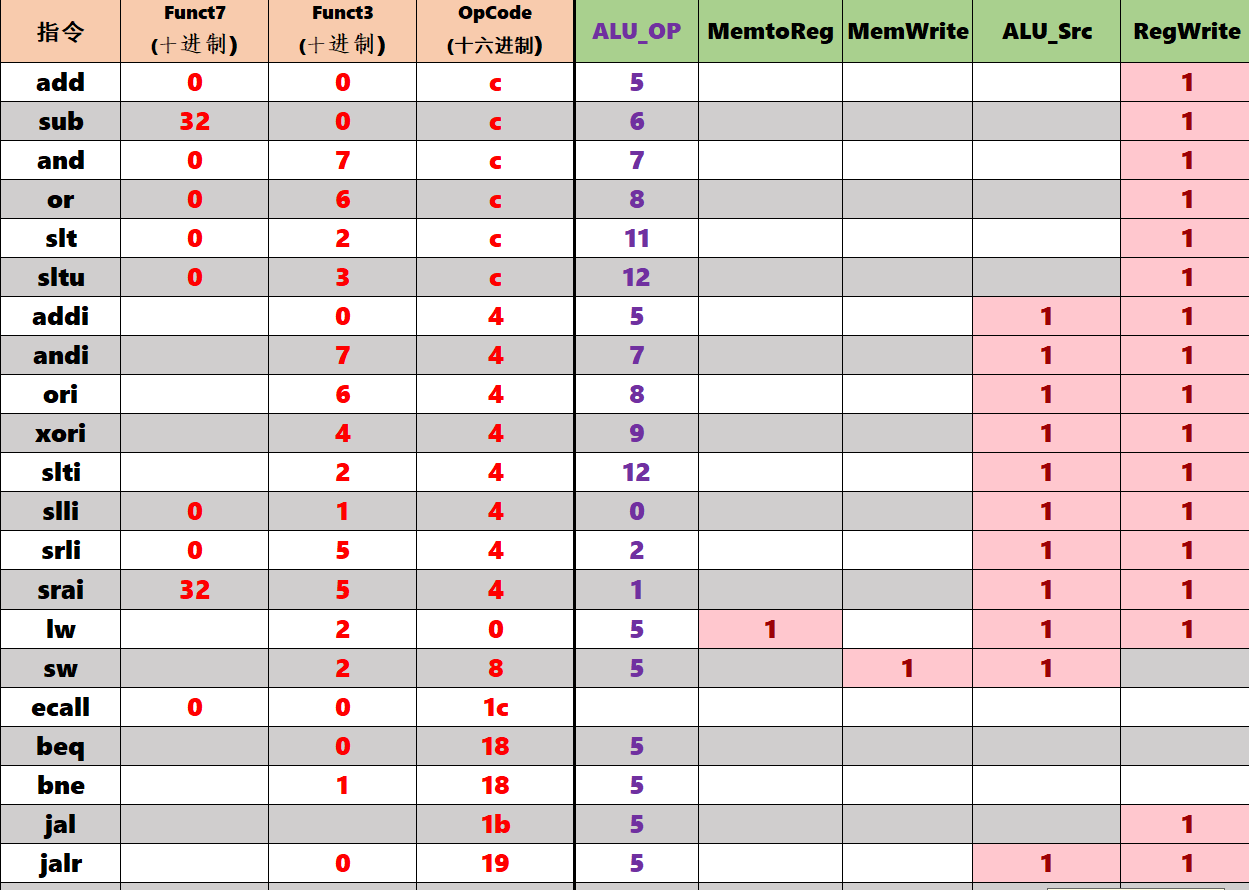 指令 Funct7 (十进制) Funct3 (十进制) OpCode (十六进制) ALU_OP MemtoReg MemWrite ALU_Src RegWrite
add 0 0 c 5 1
sub 32 0 c 6 1
and 0 7 c 7 1
or 0 6 c 8 1
slt 0 2 c 11 1
sltu 0 3 c 12 1
addi 0 4 5 1 1
andi 7 4 7 1 1
ori 6 4 8 1 1
xori 4 4 9 1 1
slti 2 4 12 1 1
slli 0 1 4 0 1 1
srli 0 5 4 2 1 1
srai 32 5 4 1 1 1
lw 2 0 5 1 1 1
sw 2 8 5 1 1
ecall 0 0 1c
beq 0 18 5
bne 1 18 5
jal 1b 5 1
jalr 0 19 5 1 1